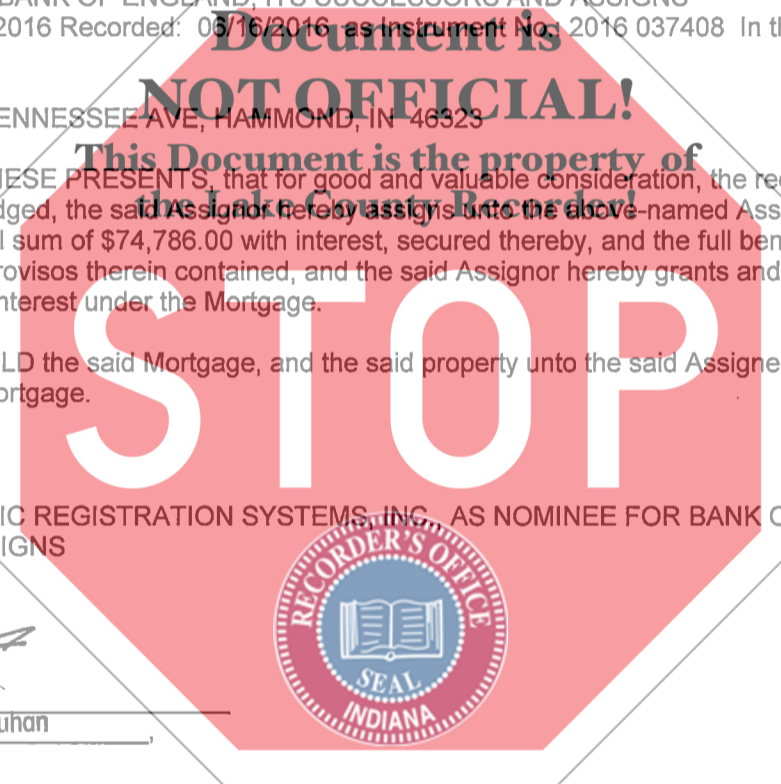 BANK OF ENGLAND, ITS SUCCESSORS AND ASSIGNS
2016 Recorded: 06/16/2016 as Instrument No.: 2016 037408 In th
Document is
NOT OFFICIAL!
ENNESSEE AVE, HAMMOND, IN 46323
This Document is the property of
the Lake County Recorder!
ESE PRESENTS, that for good and valuable consideration, the re
dged, the said Assignor hereby assigns unto the above-named Ass
l sum of $74,786.00 with interest, secured thereby, and the full ben
rovisos therein contained, and the said Assignor hereby grants and
nterest under the Mortgage.
LD the said Mortgage, and the said property unto the said Assigne
ortgage.
STOP
IC REGISTRATION SYSTEMS, INC., AS NOMINEE FOR BANK O
IGNS
RECORDER'S OFFICE
SEAL
INDIANA
uhan